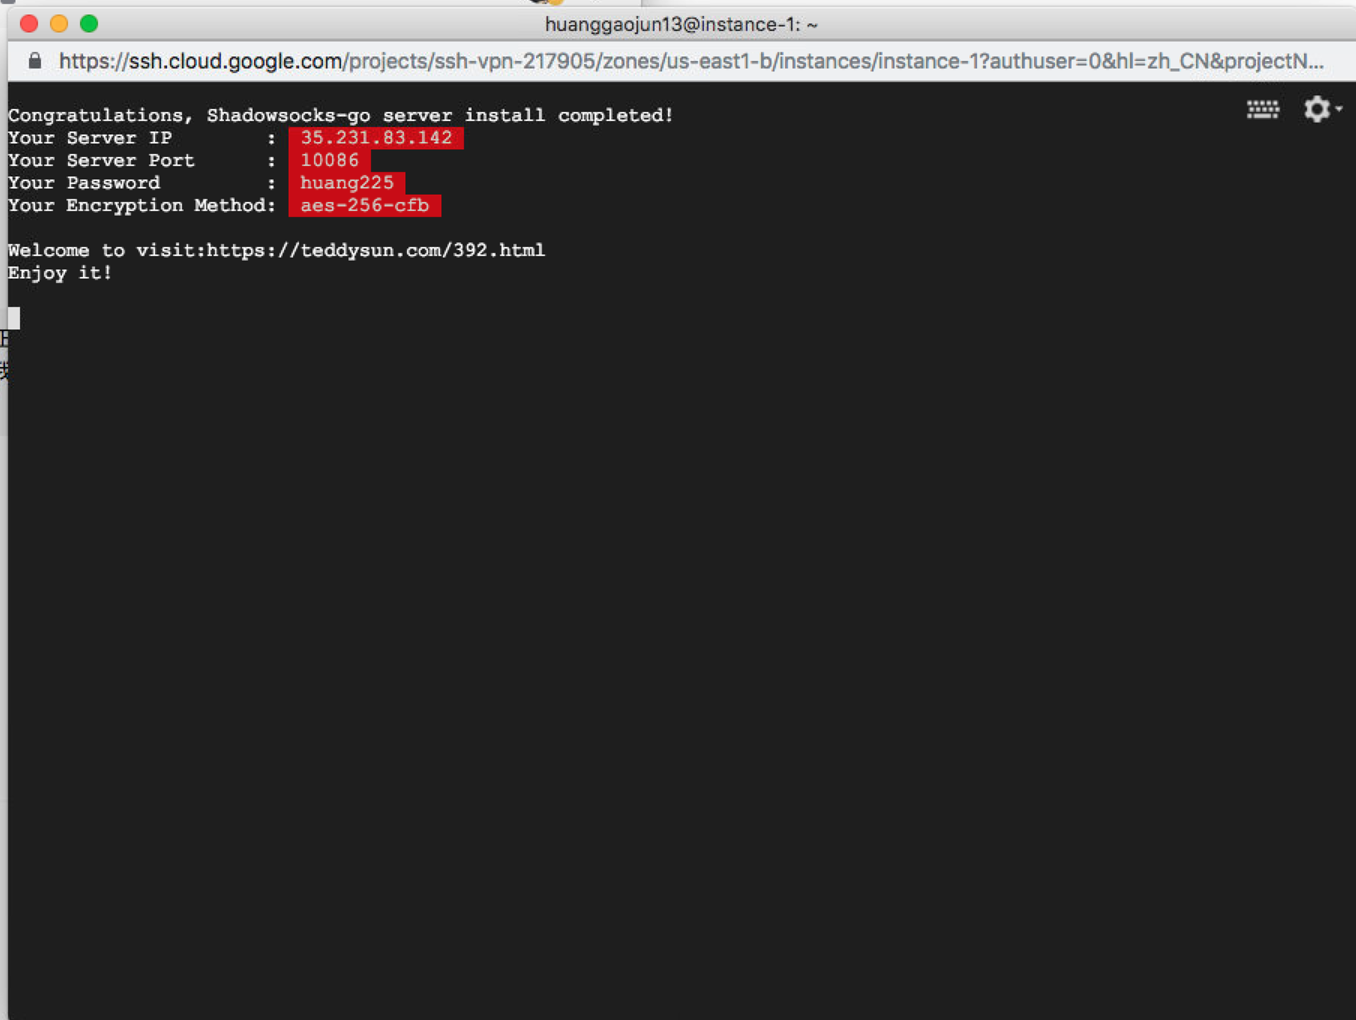 huanggaojun13@instance-1: ~
https://ssh.cloud.google.com/projects/ssh-vpn-217905/zones/us-east1-b/instances/instance-1?authuser=0&hl=zh_CN&projectN...
Congratulations, Shadowsocks-go server install completed!
Your Server IP : 35.231.83.142
Your Server Port : 10086
Your Password : huang225
Your Encryption Method: aes-256-cfb
Welcome to visit:https://teddysun.com/392.html
Enjoy it!